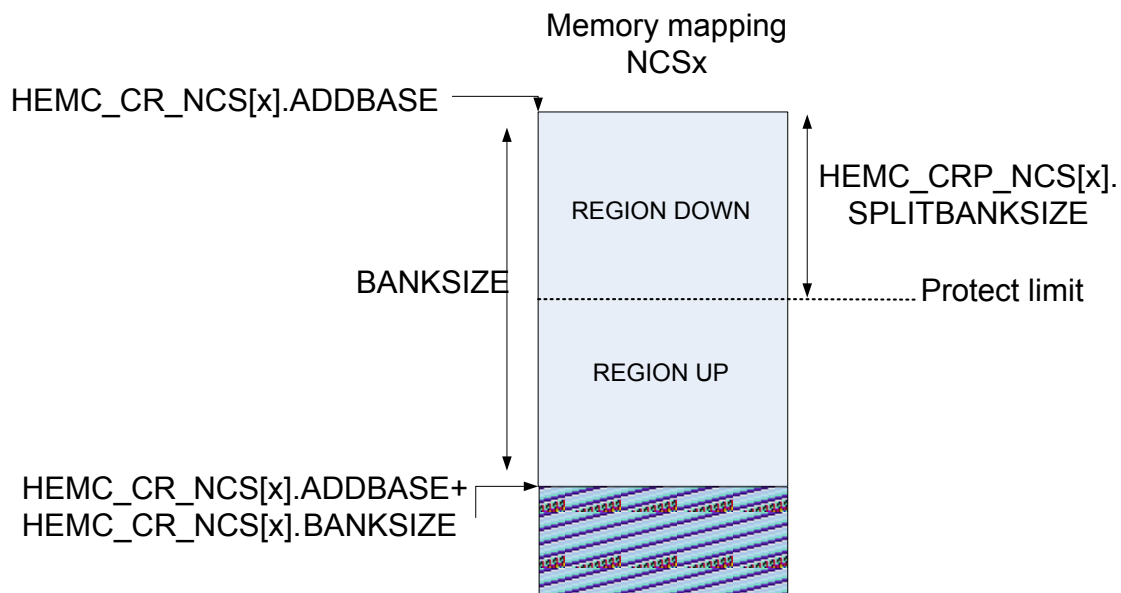 Memory mapping
NCSx
HEMC_CR_NCS[x].ADDBASE
HEMC_CRP_NCS[x].
SPLITBANKSIZE
REGION DOWN
BANKSIZE
Protect limit
REGION UP
HEMC_CR_NCS[x].ADDBASE+
HEMC_CR_NCS[x].BANKSIZE